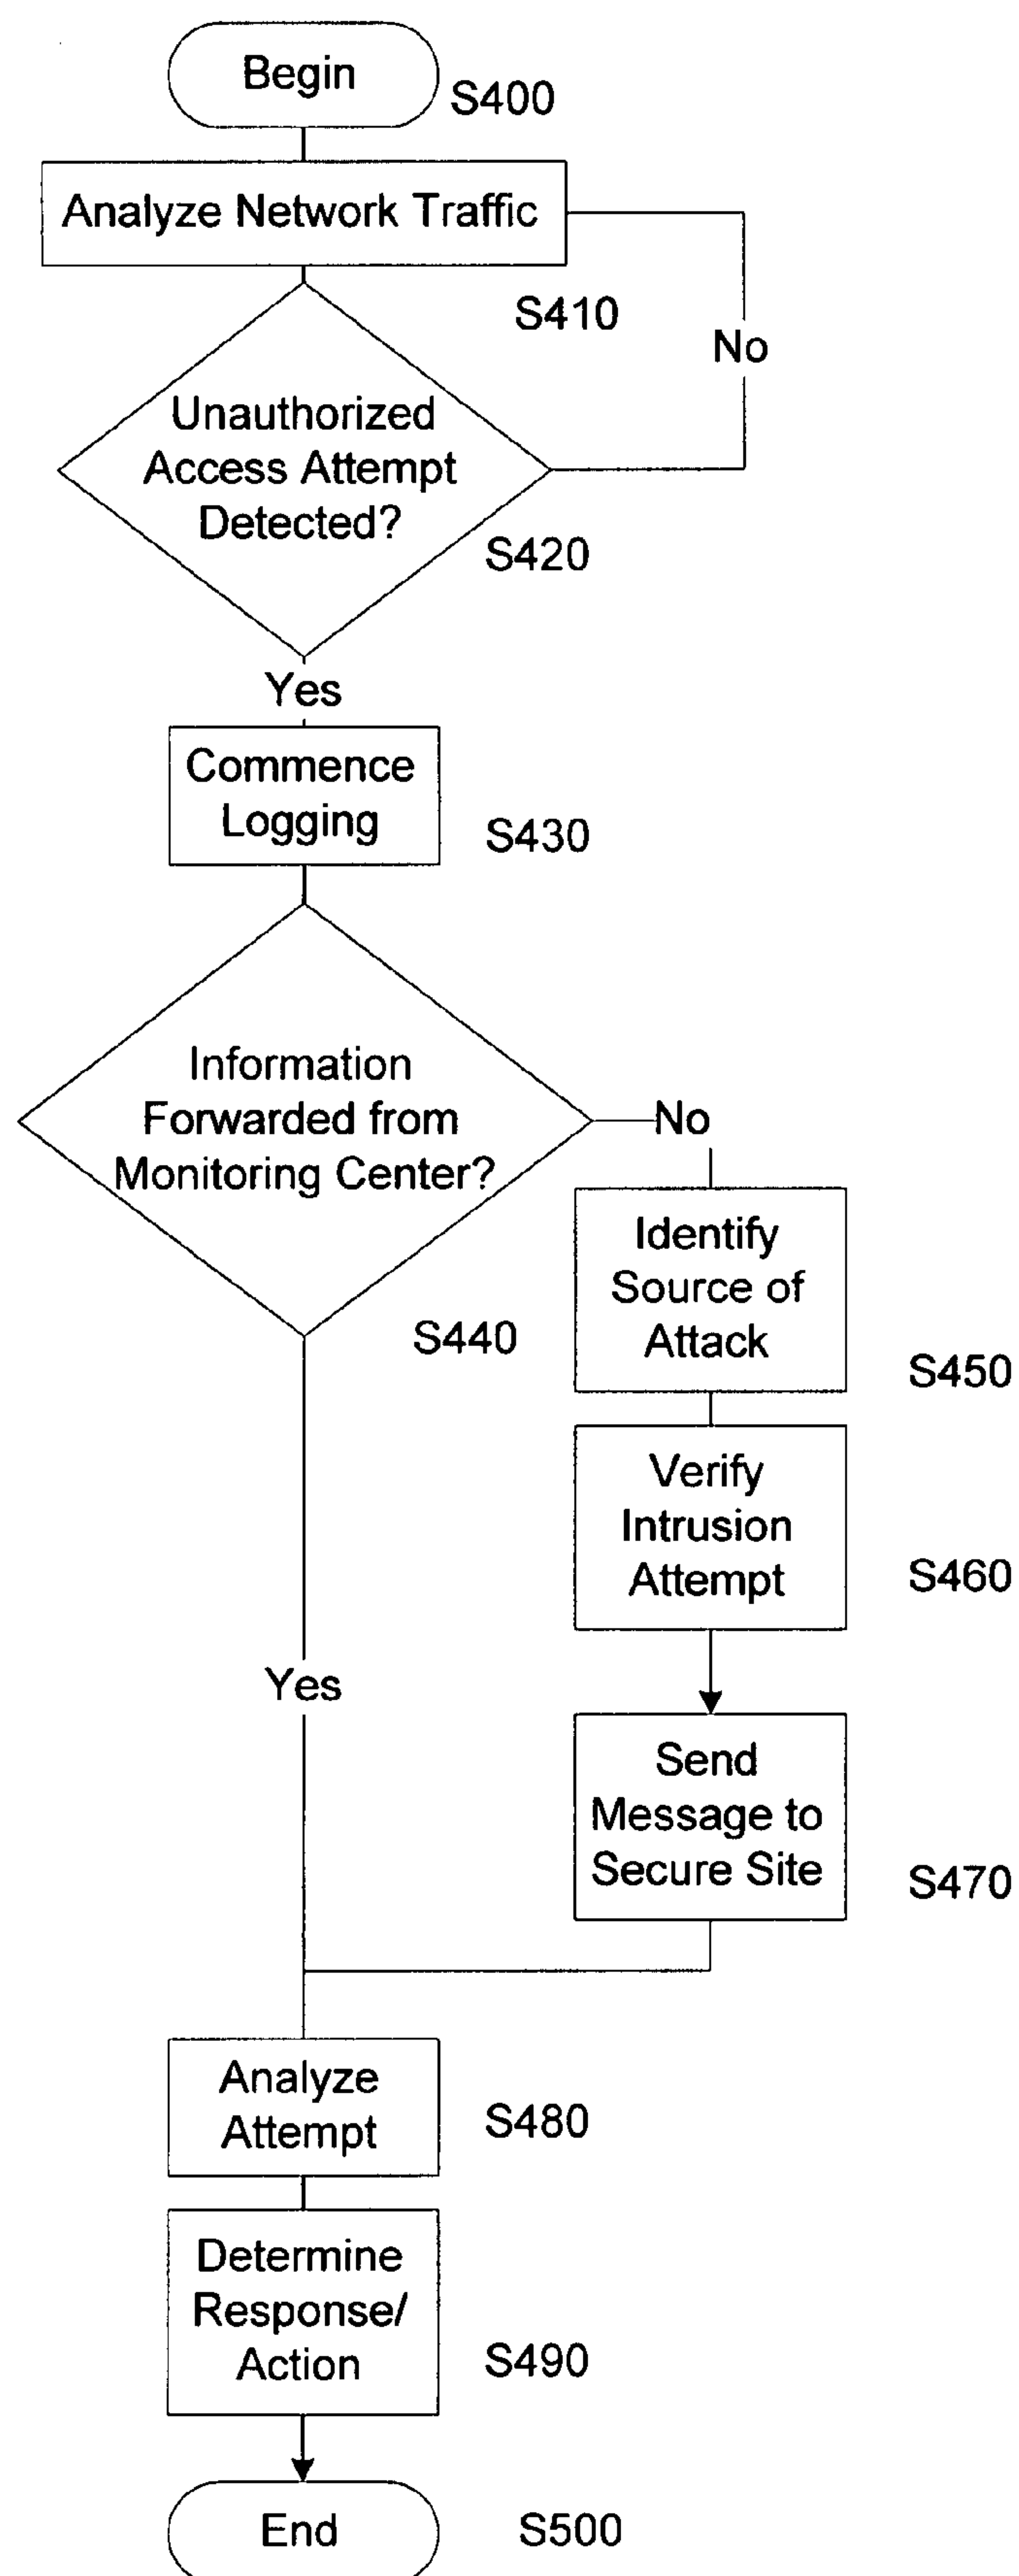 Begin
S400
Analyze Network Traffic
S410
No
Unauthorized
Access Attempt
Detected?
S420
Yes
Commence
Logging
S430
Information
Forwarded from
Monitoring Center?
No
S440
Identify
Source of
Attack
S450
Verify
Intrusion
Attempt
S460
Yes
Send
Message to
Secure Site
S470
Analyze
Attempt
S480
Determine
Response/
Action
S490
End
S500